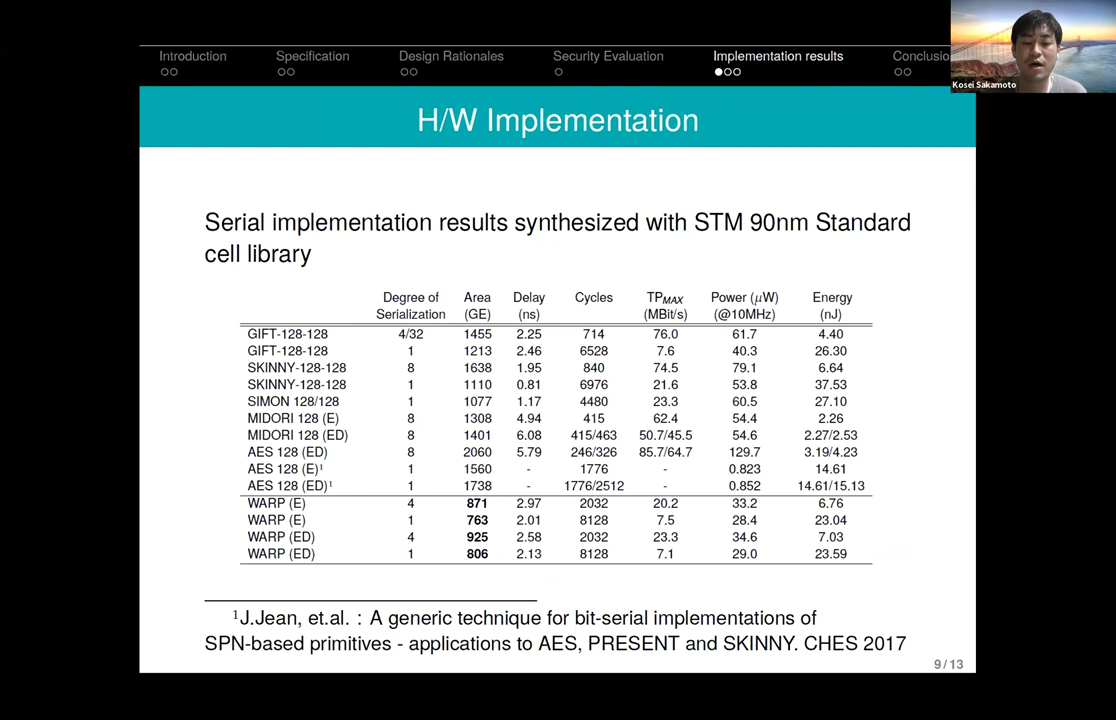 Introduction Specification Design Rationales Security Evaluation Implementation results Conclusio
Kosei Sakamoto
H/W Implementation
Serial implementation results synthesized with STM 90nm Standard
cell library
Degree of Area Delay Cycles TPMAX Power (μW) Energy
Serialization (GE) (ns) (MBit/s) (@10MHz) (nJ)
GIFT-128-128 4/32 1455 2.25 714 76.0 61.7 4.40
GIFT-128-128 1 1213 2.46 6528 7.6 40.3 26.30
SKINNY-128-128 8 1638 1.95 840 74.5 79.1 6.64
SKINNY-128-128 1 1110 0.81 6976 21.6 53.8 37.53
SIMON 128/128 1 1077 1.17 4480 23.3 60.5 27.10
MIDORI 128 (E) 8 1308 4.94 415 62.4 54.4 2.26
MIDORI 128 (ED) 8 1401 6.08 415/463 50.7/45.5 54.6 2.27/2.53
AES 128 (ED) 8 2060 5.79 246/326 85.7/64.7 129.7 3.19/4.23
AES 128 (E)¹ 1 1560 - 1776 - 0.823 14.61
AES 128 (ED)¹ 1 1738 - 1776/2512 - 0.852 14.61/15.13
WARP (E) 4 871 2.97 2032 20.2 33.2 6.76
WARP (E) 1 763 2.01 8128 7.5 28.4 23.04
WARP (ED) 4 925 2.58 2032 23.3 34.6 7.03
WARP (ED) 1 806 2.13 8128 7.1 29.0 23.59
¹J.Jean, et.al. : A generic technique for bit-serial implementations of
SPN-based primitives - applications to AES, PRESENT and SKINNY. CHES 2017
9/13